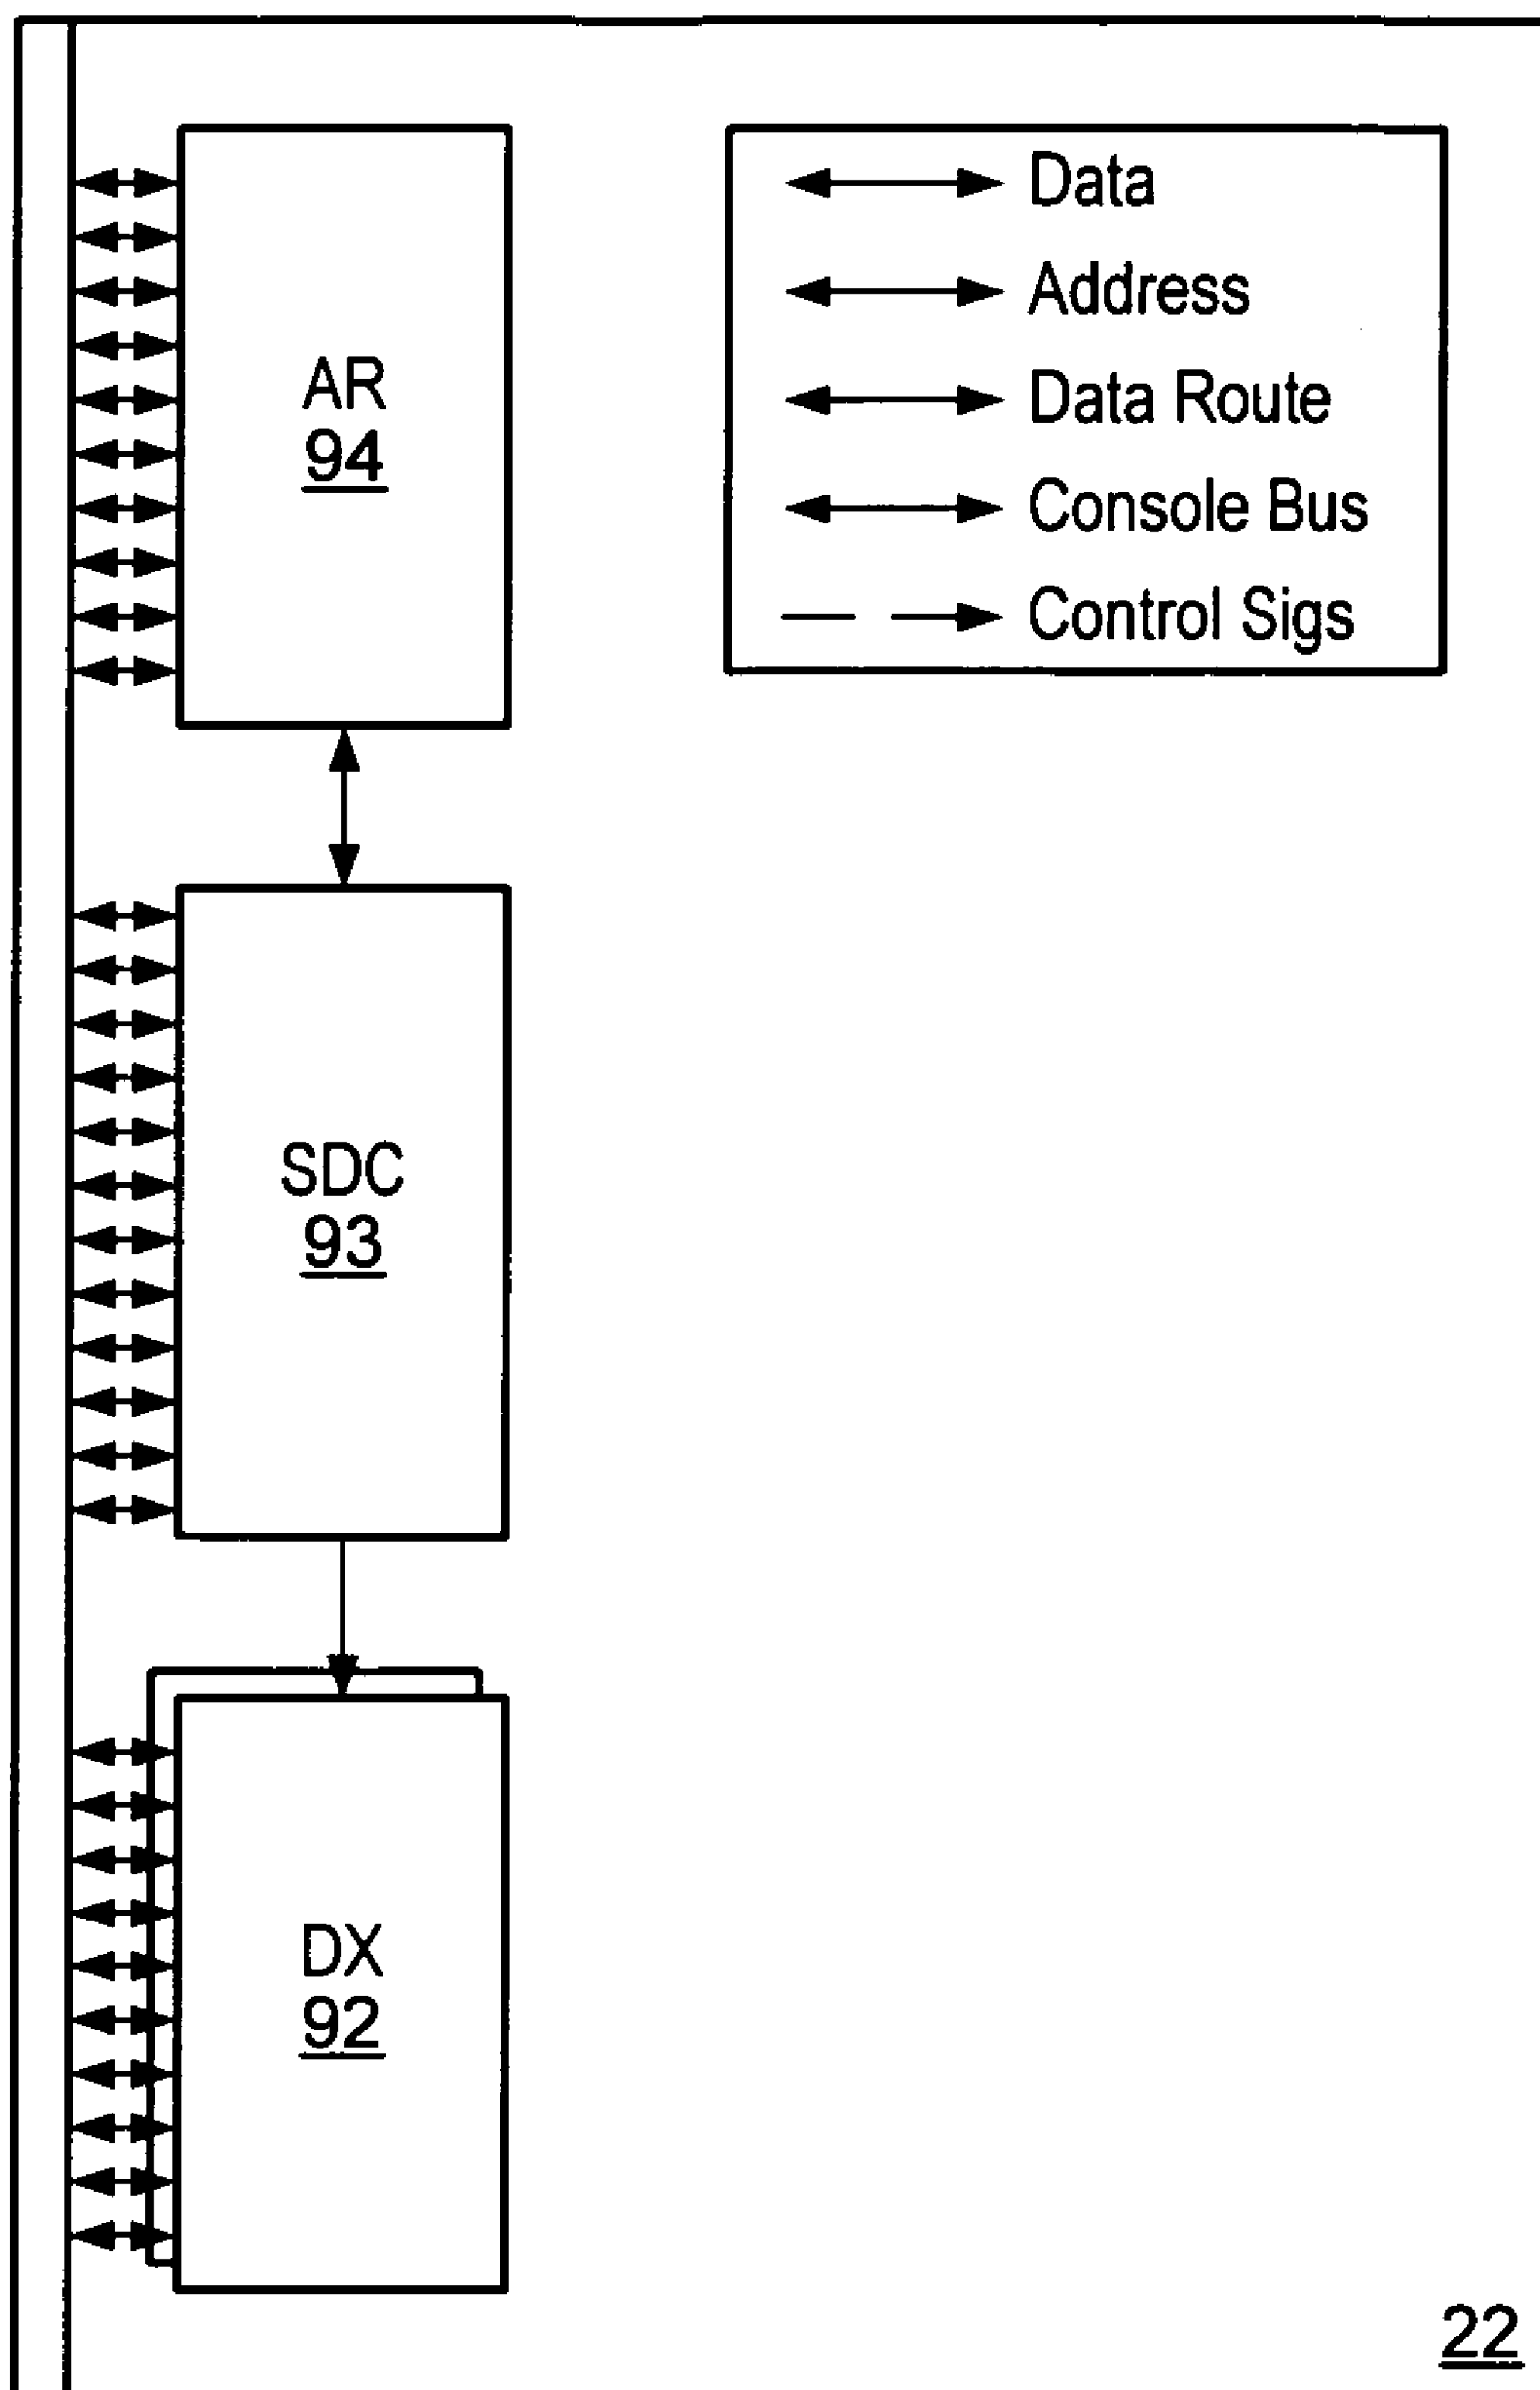 AR
94
Data
Address
Data Route
Console Bus
Control Sigs
SDC
93
DX
92
22